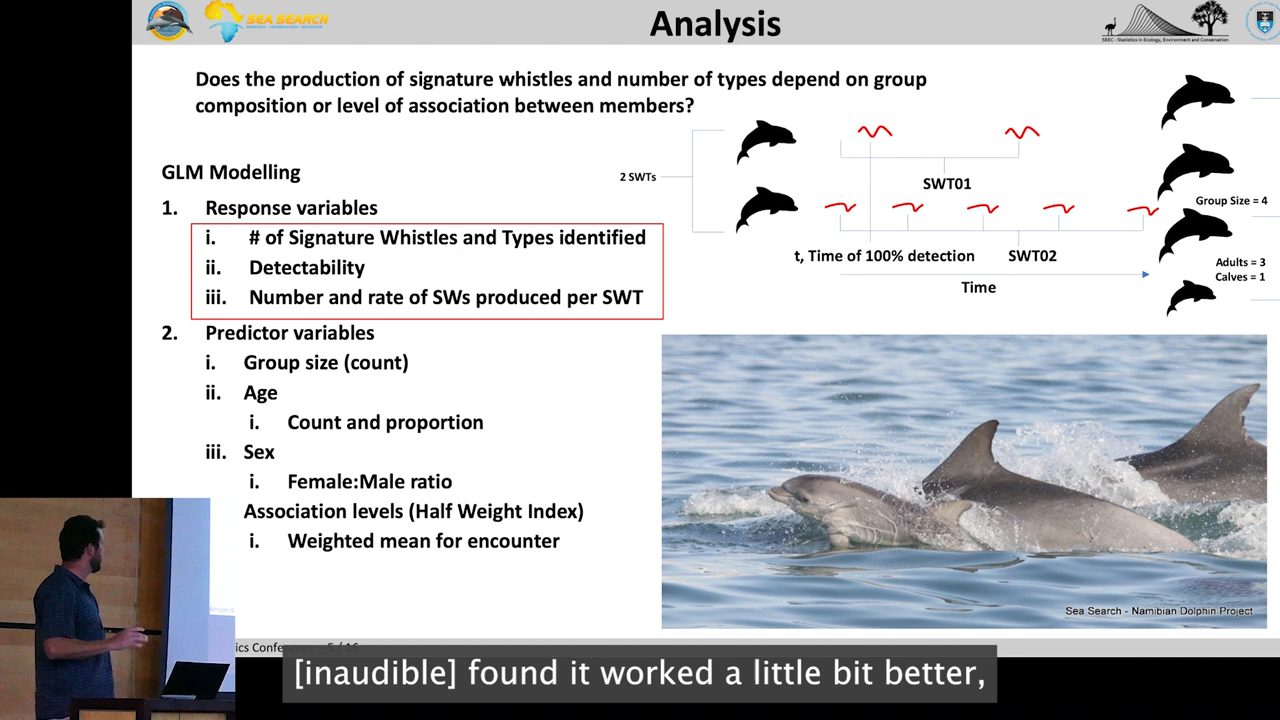 SEA SEARCH
Analysis
SEEC - Statistics in Ecology, Environment and Conservation
Does the production of signature whistles and number of types depend on group
composition or level of association between members?
GLM Modelling
1. Response variables
i. # of Signature Whistles and Types identified
ii. Detectability
iii. Number and rate of SWs produced per SWT
2. Predictor variables
i. Group size (count)
ii. Age
i. Count and proportion
iii. Sex
i. Female:Male ratio
Association levels (Half Weight Index)
i. Weighted mean for encounter
2 SWTs
SWT01
t, Time of 100% detection
SWT02
Time
Group Size = 4
Adults = 3
Calves = 1
Sea Search - Namibian Dolphin Project
ics Confe
5 / 16
[inaudible] found it worked a little bit better,